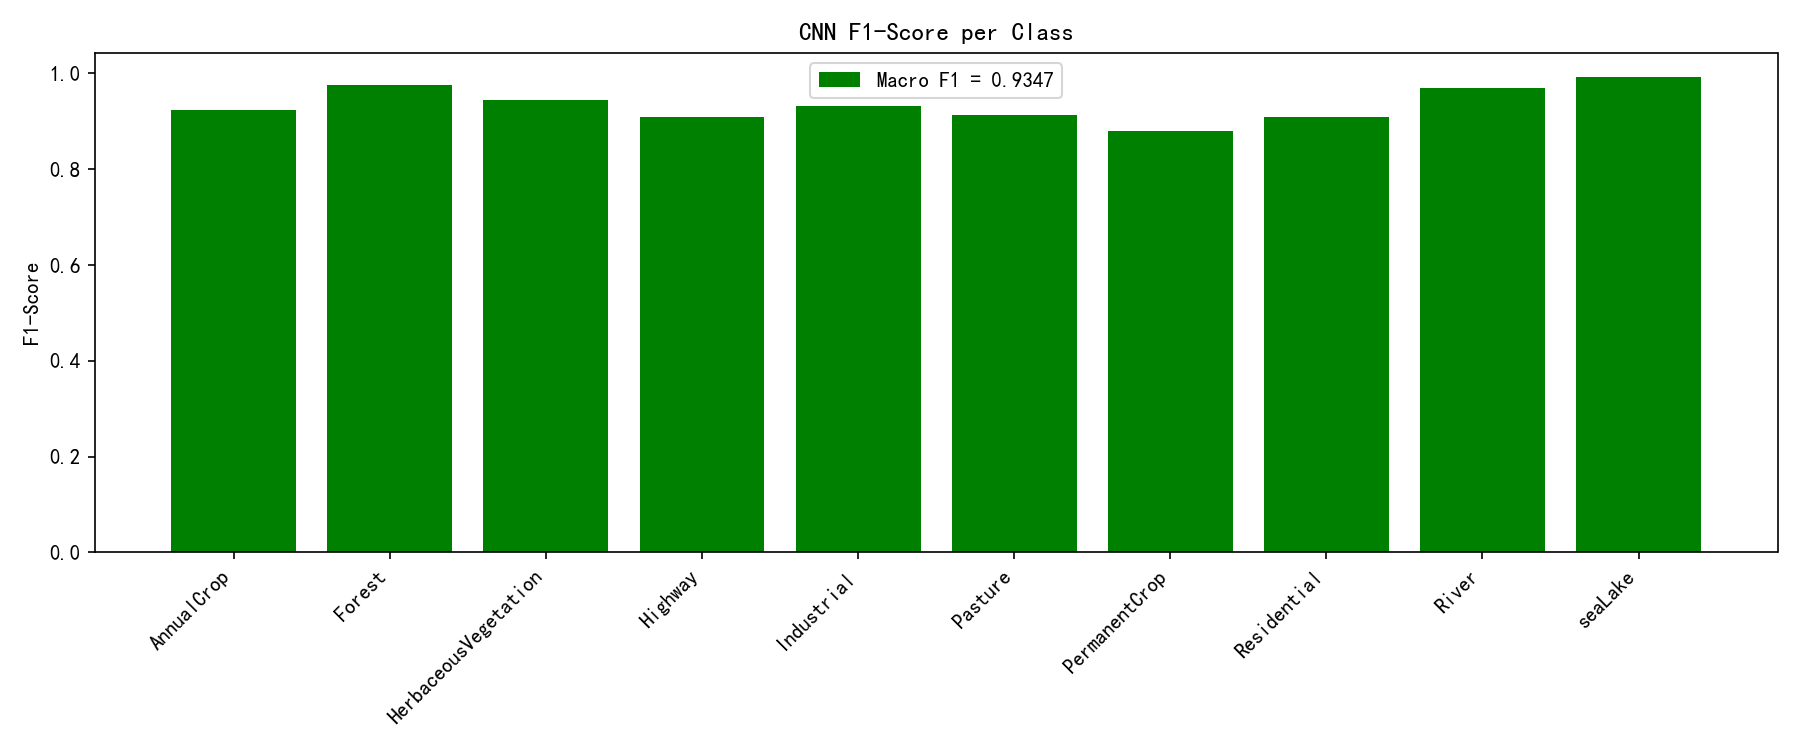 CNN F1-Score per Class
Macro F1 = 0.9347
F1-Score
1.0
0.8
0.6
0.4
0.2
0.0
AnnualCrop
Forest
HerbaceousVegetation
Highway
Industrial
Pasture
PermanentCrop
Residential
River
seaLake